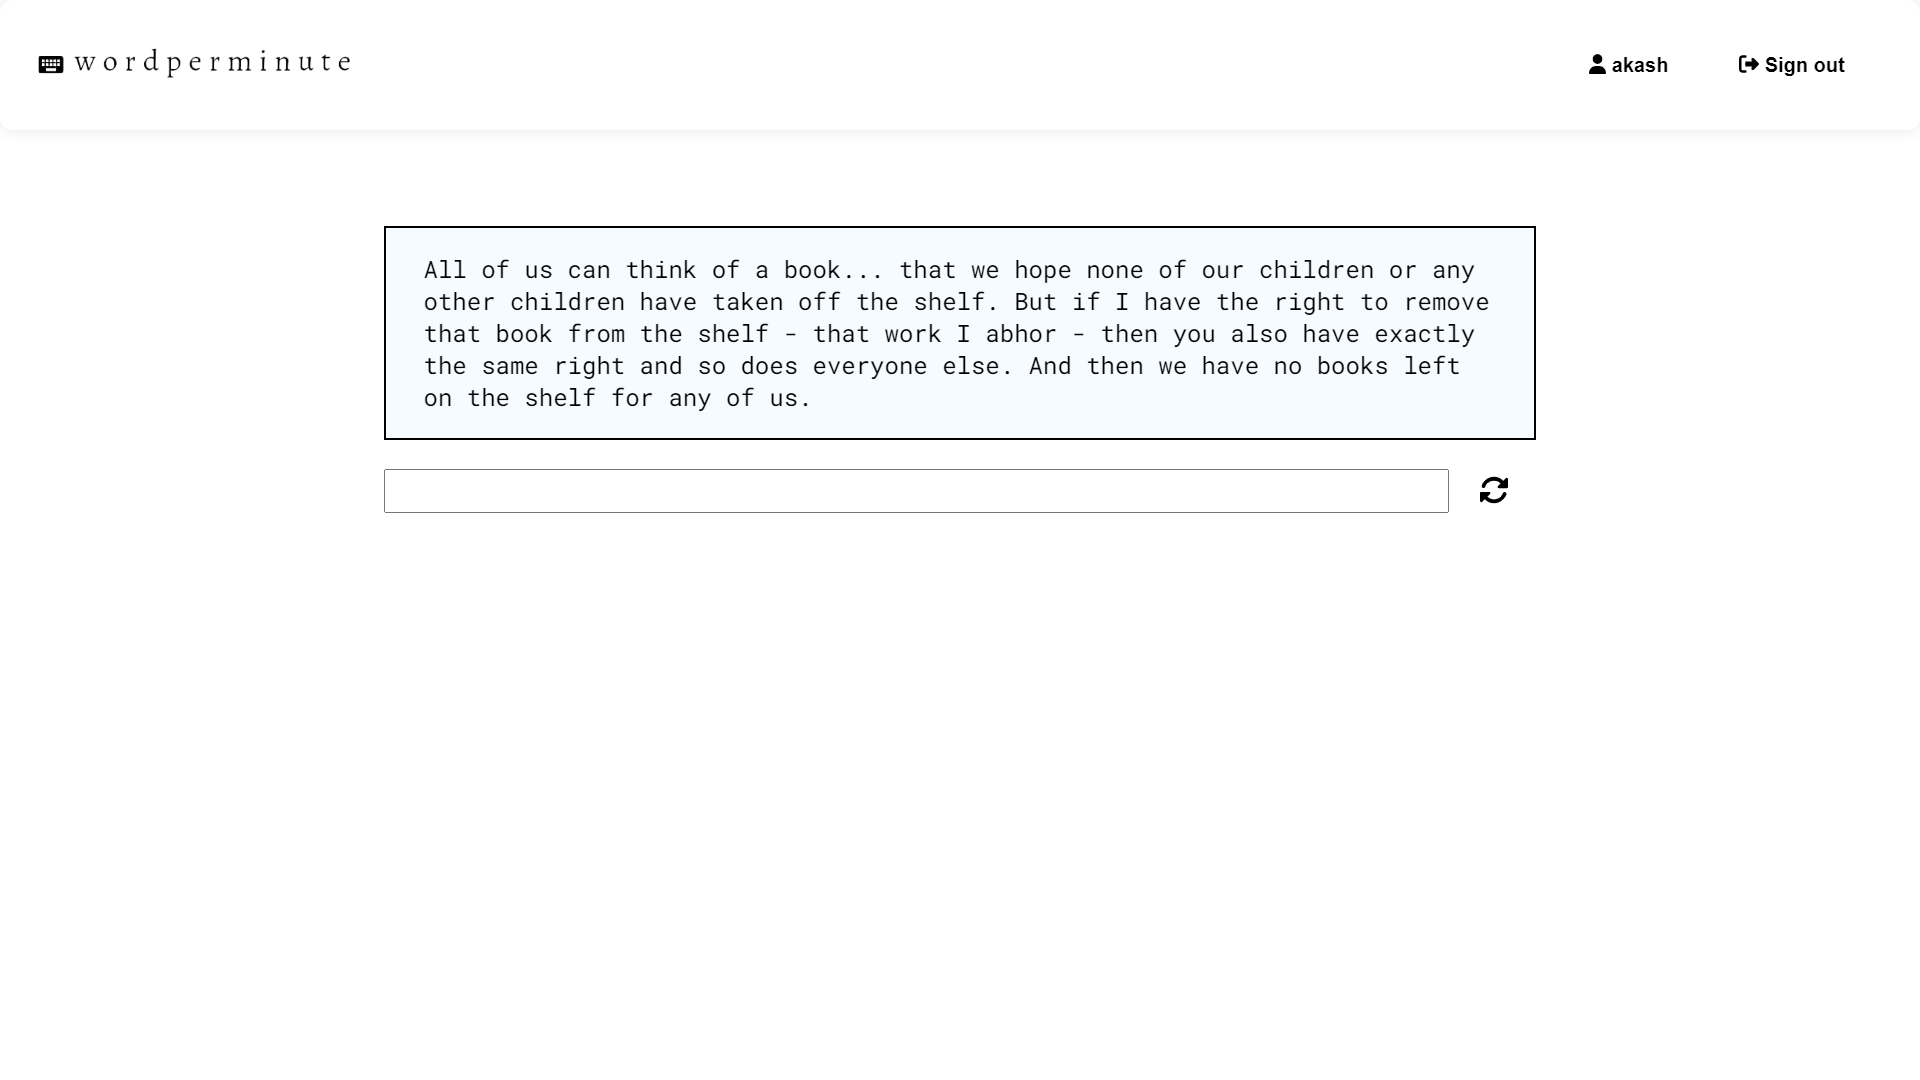 wordperminute
akash
Sign out
All of us can think of a book... that we hope none of our children or any
other children have taken off the shelf. But if I have the right to remove
that book from the shelf - that work I abhor - then you also have exactly
the same right and so does everyone else. And then we have no books left
on the shelf for any of us.